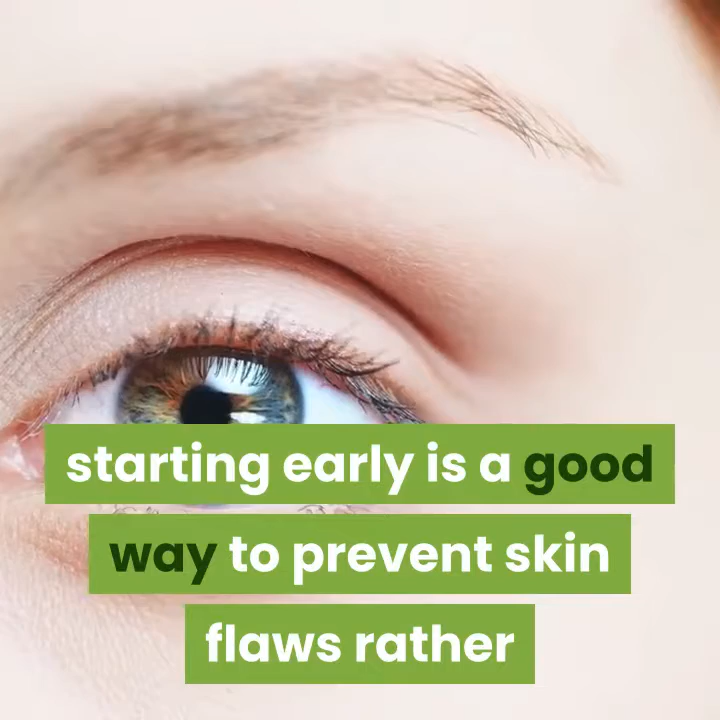 starting early is a good
way to prevent skin
flaws rather